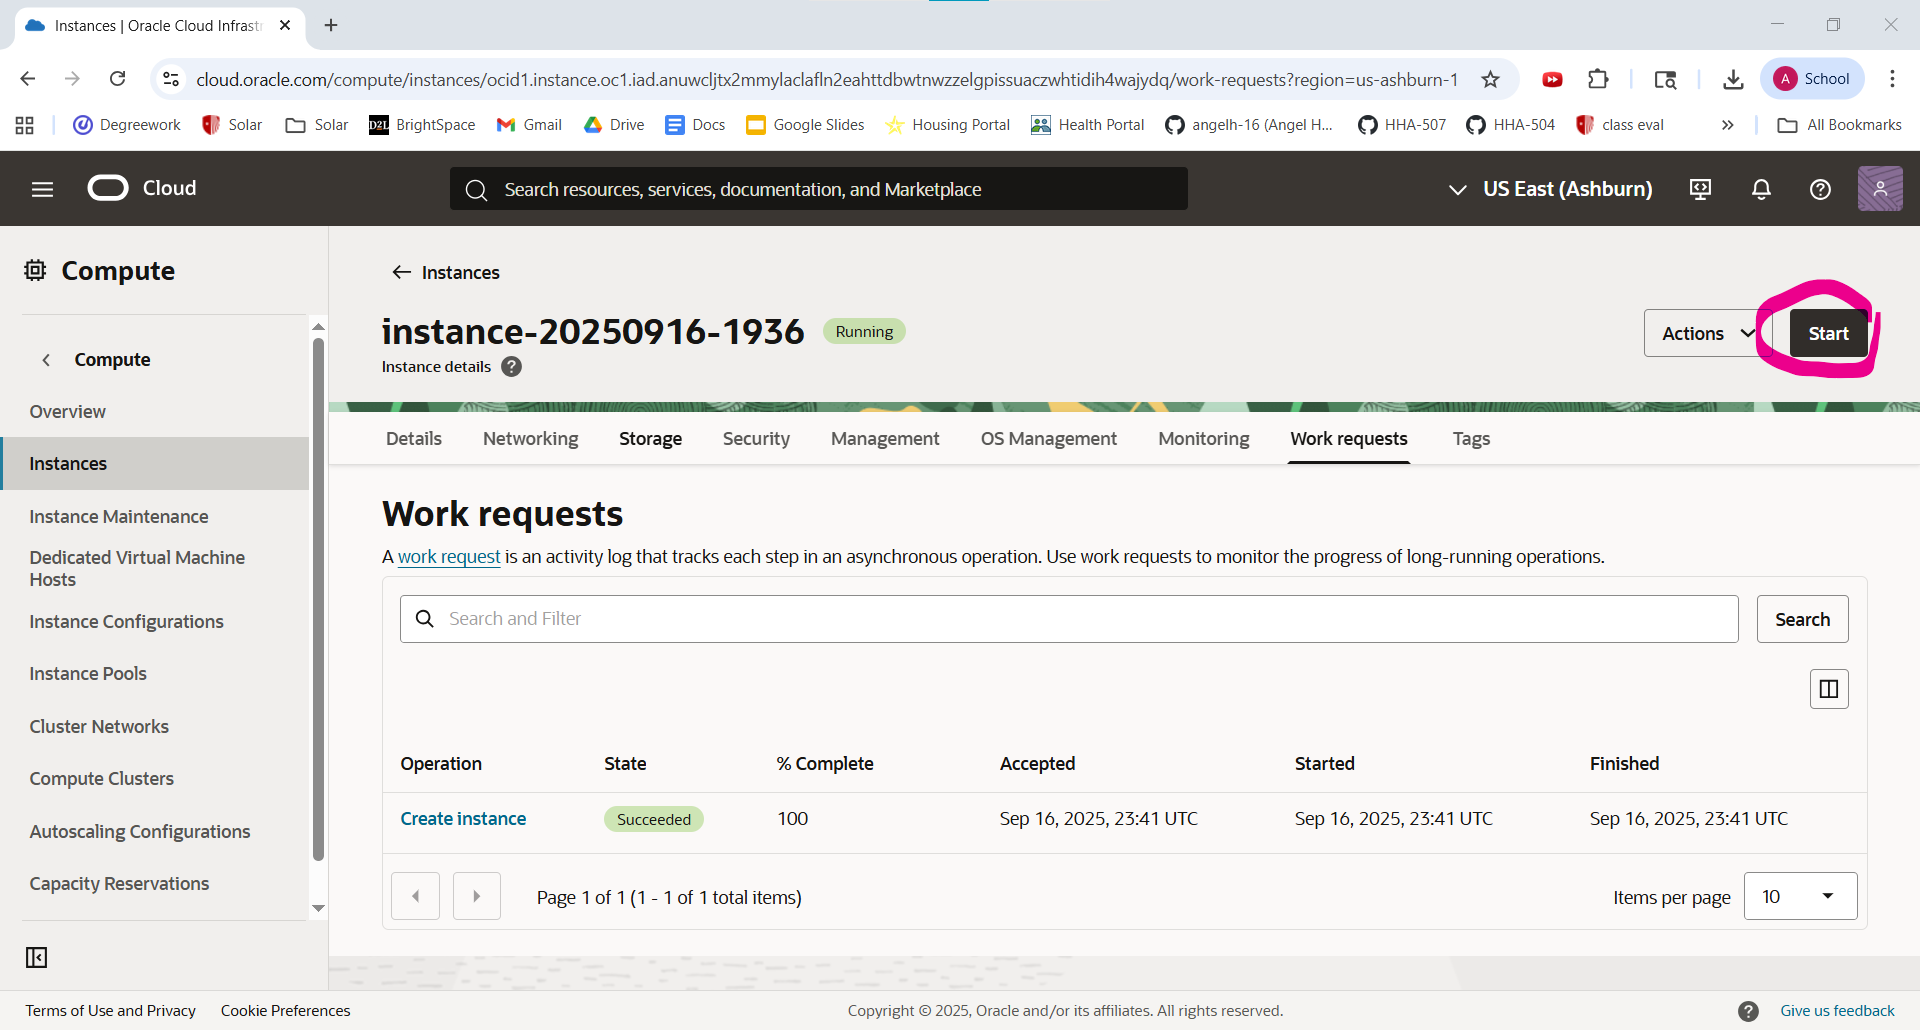 Instances | Oracle Cloud Infrast
cloud.oracle.com/compute/instances/ocid1.instance.oc1.iad.anuwcljtx2mmylaclafln2eahttdbwtnwzzelgpissuaczwhtidih4wajydq/work-requests?region=us-ashburn-1
A School
Degreework Solar Solar D2L BrightSpace Gmail Drive Docs Google Slides Housing Portal Health Portal angelh-16 (Angel H... HHA-507 HHA-504 class eval » All Bookmarks
Cloud
Search resources, services, documentation, and Marketplace
US East (Ashburn)
Compute
Compute
Overview
Instances
Instance Maintenance
Dedicated Virtual Machine
Hosts
Instance Configurations
Instance Pools
Cluster Networks
Compute Clusters
Autoscaling Configurations
Capacity Reservations
Instances
instance-20250916-1936 Running
Actions Start
Instance details ?
Details Networking Storage Security Management OS Management Monitoring Work requests Tags
Work requests
A work request is an activity log that tracks each step in an asynchronous operation. Use work requests to monitor the progress of long-running operations.
Search and Filter Search
Operation State % Complete Accepted Started Finished
Create instance Succeeded 100 Sep 16, 2025, 23:41 UTC Sep 16, 2025, 23:41 UTC Sep 16, 2025, 23:41 UTC
Page 1 of 1 (1 - 1 of 1 total items) Items per page 10
Terms of Use and Privacy Cookie Preferences Copyright © 2025, Oracle and/or its affiliates. All rights reserved. ? Give us feedback